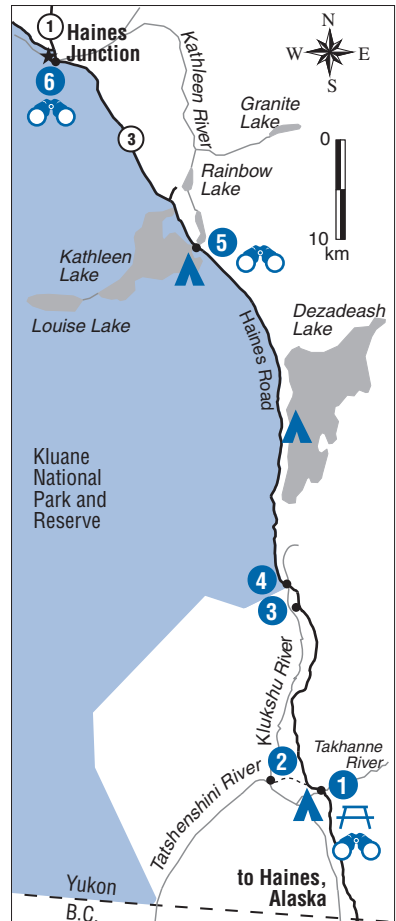 1
Haines
Junction
N
W E
S
6
Kathleen River
Granite
Lake
0
3
Rainbow
Lake
10
km
5
Kathleen
Lake
Louise Lake
Dezadeash
Lake
Haines Road
Kluane
National
Park and
Reserve
4
3
Klukshu River
Takhanne
River
2
1
Tatshenshini River
to Haines,
Alaska
Yukon
B.C.